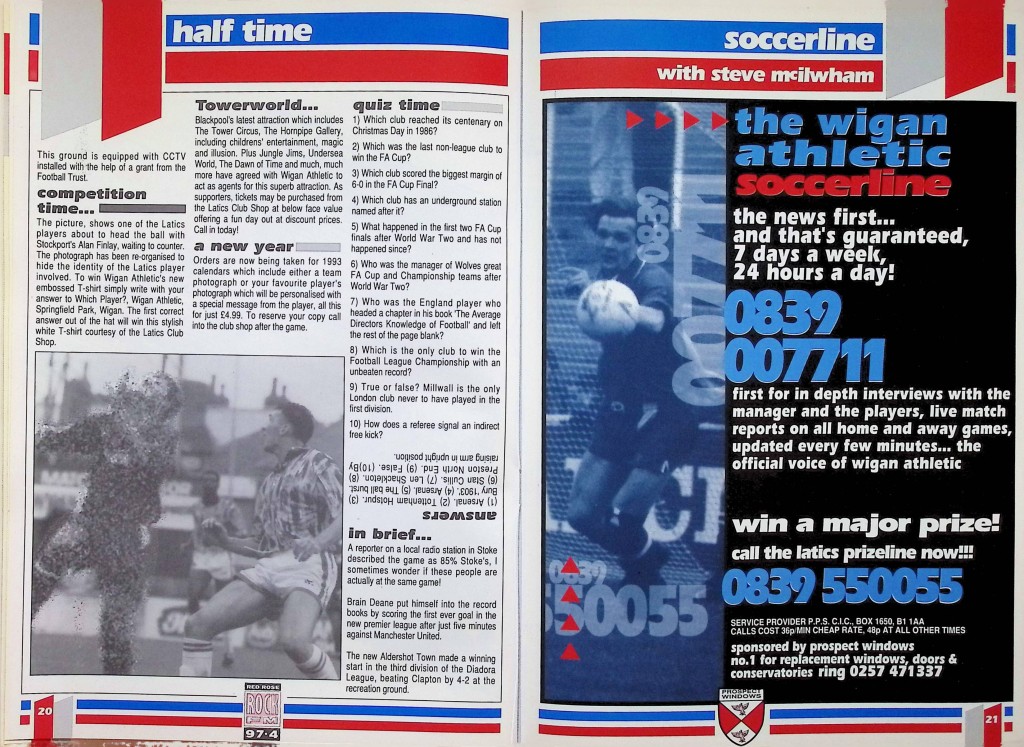 half time
This ground is equipped with CCTV
installed with the help of a grant from the
Football Trust.
competition
time...
The picture, shows one of the Latics
players about to head the ball with
Stockport's Alan Finlay, waiting to counter.
The photograph has been re-organised to
hide the identity of the Latics player
involved. To win Wigan Athletic's new
embossed T-shirt simply write with your
answer to Which Player?, Wigan Athletic,
Springfield Park, Wigan. The first correct
answer out of the hat will win this stylish
white T-shirt courtesy of the Latics Club
Shop.
Towerworld...
Blackpool's latest attraction which includes
The Tower Circus, The Hornpipe Gallery,
including childrens' entertainment, magic
and illusion. Plus Jungle Jims, Undersea
World, The Dawn of Time and much, much
more have agreed with Wigan Athletic to
act as agents for this superb attraction. As
supporters, tickets may be purchased from
the Latics Club Shop at below face value
offering a fun day out at discount prices.
Call in today!
a new year
Orders are now being taken for 1993
calendars which include either a team
photograph or your favourite player's
photograph which will be personalised with
a special message from the player, all this
for just £4.99. To reserve your copy call
into the club shop after the game.
quiz time
1) Which club reached its centenary on
Christmas Day in 1986?
2) Which was the last non-league club to
win the FA Cup?
3) Which club scored the biggest margin of
6-0 in the FA Cup Final?
4) Which club has an underground station
named after it?
5) What happened in the first two FA Cup
finals after World War Two and has not
happened since?
6) Who was the manager of Wolves great
FA Cup and Championship teams after
World War Two?
7) Who was the England player who
headed a chapter in his book 'The Average
Directors Knowledge of Football' and left
the rest of the page blank?
8) Which is the only club to win the
Football League Championship with an
unbeaten record?
9) True or false? Millwall is the only
London club never to have played in the
first division.
10) How does a referee signal an indirect
free kick?
answers
(1) Arsenal. (2) Tottenham Hotspur. (3)
Bury 1903'. (4) Arsenal. (5) The ball burst.
(6) Stan Cullis. (7) Len Shackleton. (8)
Preston North End. (9) False. (10)By
raising arm in upright position.
in brief...
A reporter on a local radio station in Stoke
described the game as 85% Stoke's, I
sometimes wonder if these people are
actually at the same game!
Brain Deane put himself into the record
books by scoring the first ever goal in the
new premier league after just five minutes
against Manchester United.
The new Aldershot Town made a winning
start in the third division of the Diadora
League, beating Clapton by 4-2 at the
recreation ground.
20
RED ROSE
ROCK
FM
97·4
soccerline
with steve mcilwham
0839
007711
the wigan
athletic
soccerline
the news first...
and that's guaranteed,
7 days a week,
24 hours a day!
0839
007711
first for in depth interviews with the
manager and the players, live match
reports on all home and away games,
updated every few minutes... the
official voice of wigan athletic
win a major prize!
call the latics prizeline now!!!
0839 550055
0839
550055
SERVICE PROVIDER P.P.S. C.I.C., BOX 1650, B1 1AA
CALLS COST 36p/MIN CHEAP RATE, 48p AT ALL OTHER TIMES
sponsored by prospect windows
no.1 for replacement windows, doors &
conservatories ring 0257 471337
PROSPECT
WINDOWS
21